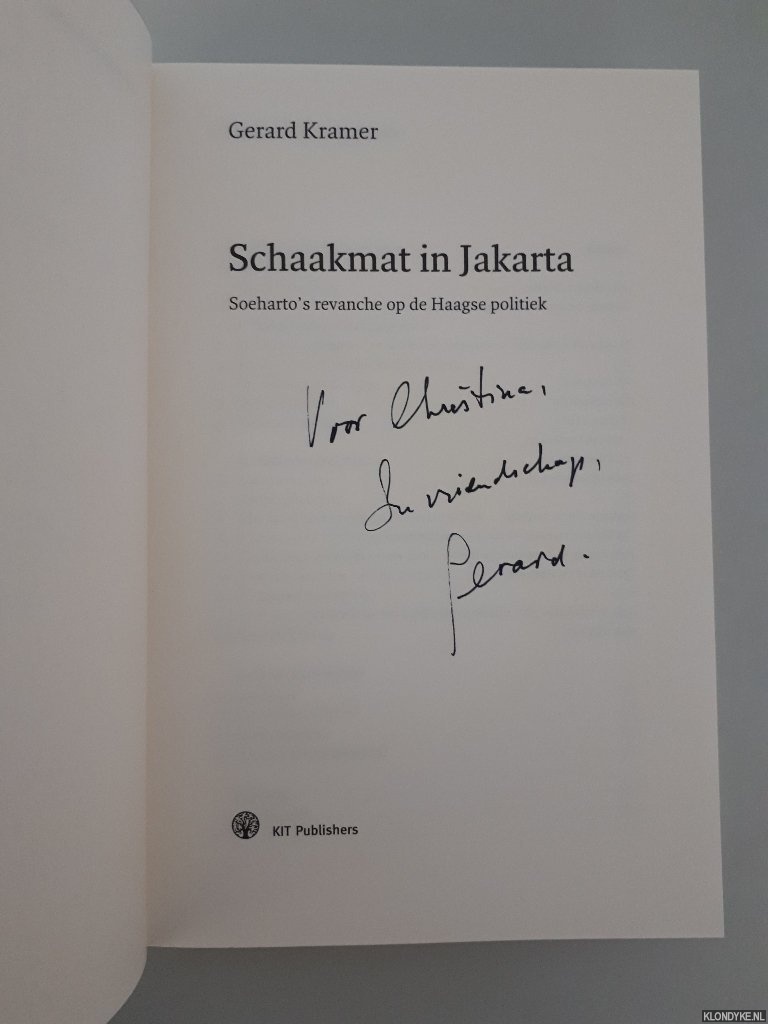 Gerard Kramer
Schaakmat in Jakarta
Soeharto's revanche op de Haagse politiek
Voor Christina,
In vriendschap,
Gerard.
KIT Publishers
KLONDYKE.NL